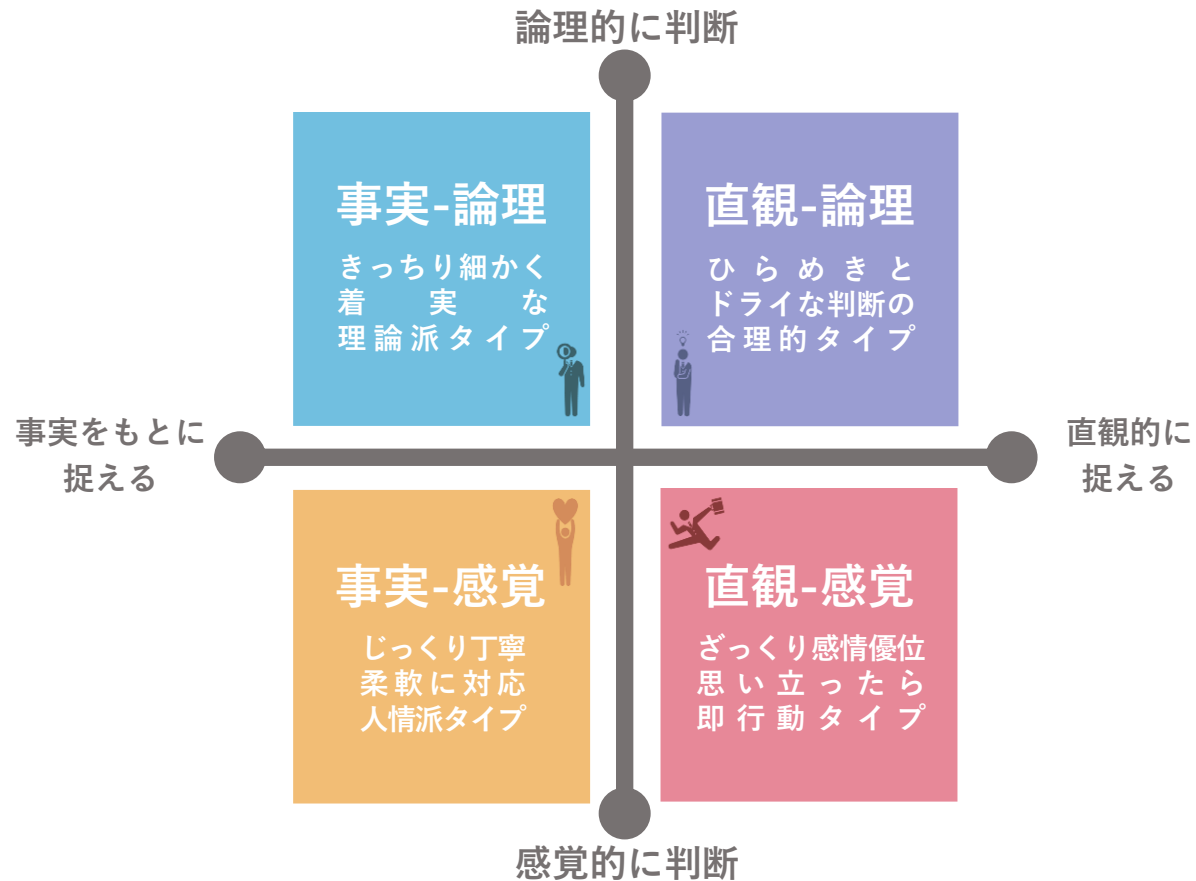 論理的に判断
事実-論理
きっちり細かく
着実な
理論派タイプ
直観-論理
ひらめきと
ドライな判断の
合理的タイプ
事実をもとに
捉える
直観的に
捉える
事実-感覚
じっくり丁寧
柔軟に対応
人情派タイプ
直観-感覚
ざっくり感情優位
思い立ったら
即行動タイプ
感覚的に判断